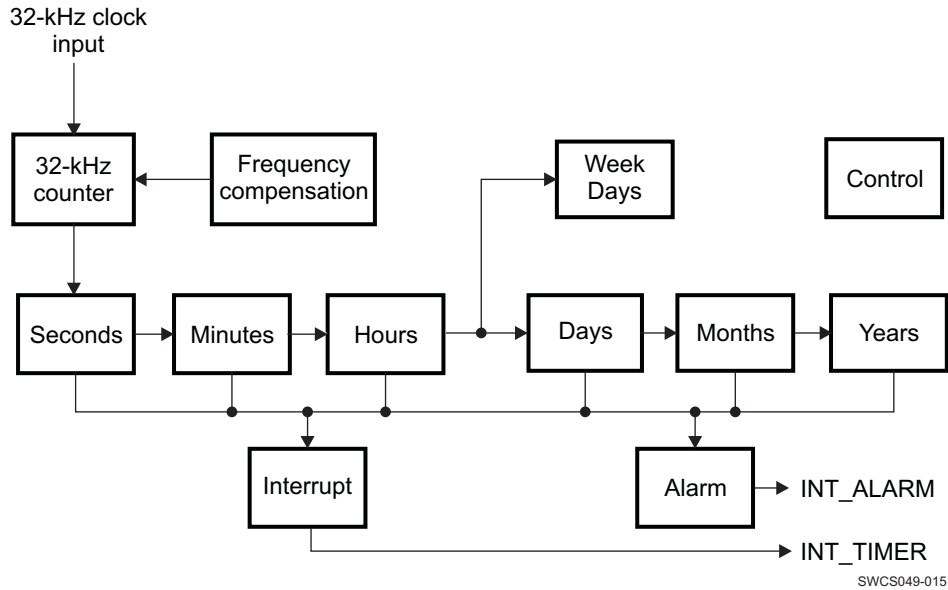 32-kHz clock
input
32-kHz
counter
Frequency
compensation
Week
Days
Control
Seconds
Minutes
Hours
Days
Months
Years
Interrupt
Alarm
INT_ALARM
INT_TIMER
SWCS049-015